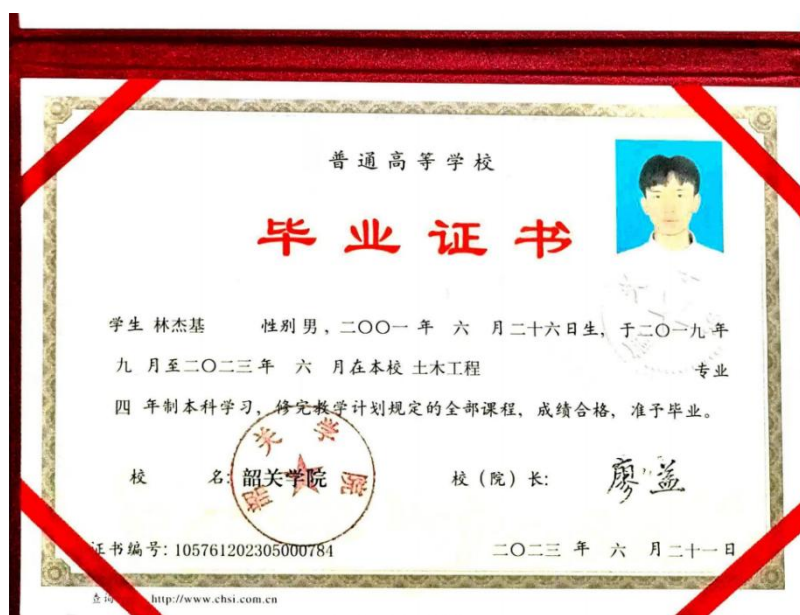 普通高等学校
毕业证书
学生 林杰基 性别 男，二〇〇一 年 六 月二十六日生，于二〇一九 年
九 月至二〇二三 年 六 月在本校 土木工程 专业
四 年制本科学习，修完教学计划规定的全部课程，成绩合格，准予毕业。
校 名: 韶关学院 校（院）长: 廖益
韶关学院
证书编号: 105761202305000784 二〇二三 年 六 月二十一日
查询 http://www.chsi.com.cn